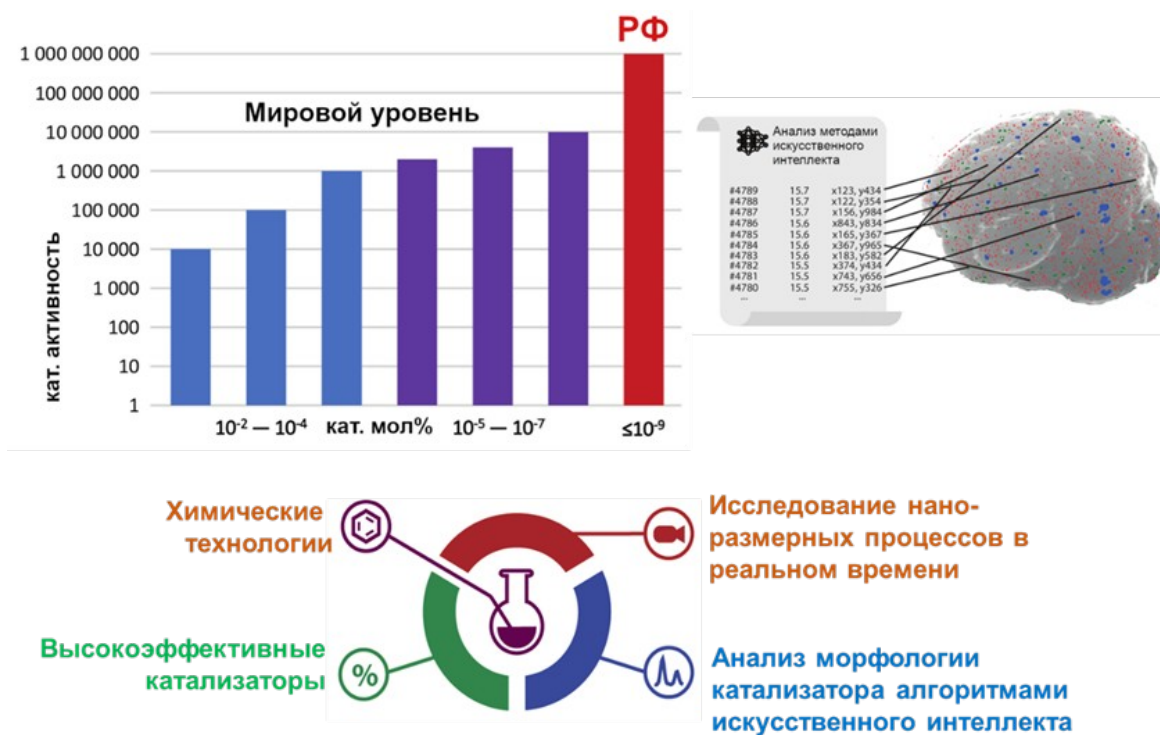 РФ
1 000 000 000
100 000 000
10 000 000
1 000 000
100 000
10 000
1 000
100
10
1
Мировой уровень
кат. активность
10⁻² — 10⁻⁴ кат. мол% 10⁻⁵ — 10⁻⁷ ≤10⁻⁹
Анализ методами
искусственного
интеллекта
#4789 15.7 x123, y434
#4788 15.7 x122, y354
#4787 15.7 x156, y984
#4786 15.6 x843, y834
#4785 15.6 x165, y367
#4784 15.6 x367, y965
#4783 15.6 x183, y582
#4782 15.5 x374, y434
#4781 15.5 x743, y656
#4780 15.5 x755, y326
... ... ...
Химические
технологии
Исследование нано-
размерных процессов в
реальном времени
Высокоэффективные
катализаторы
%
Анализ морфологии
катализатора алгоритмами
искусственного интеллекта